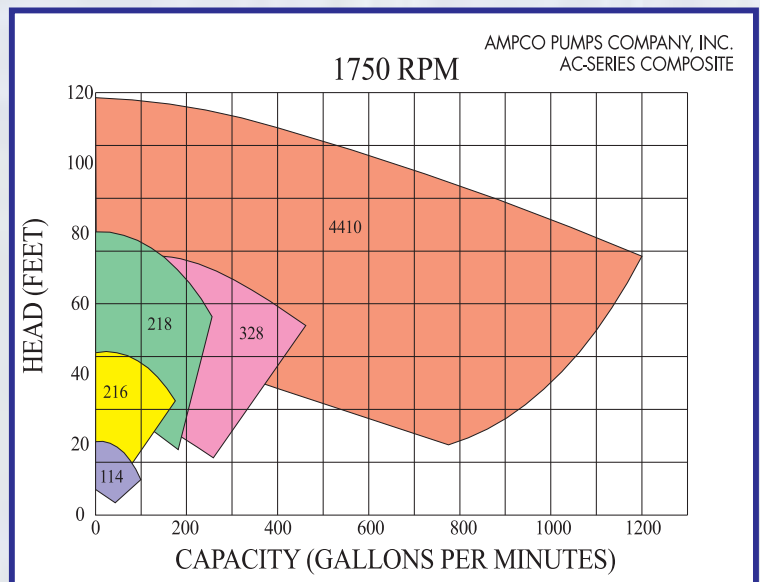 AMPCO PUMPS COMPANY, INC.
AC-SERIES COMPOSITE
1750 RPM
HEAD (FEET)
120
100
80
60
40
20
0
4410
218
328
216
114
0 200 400 600 800 1000 1200
CAPACITY (GALLONS PER MINUTES)